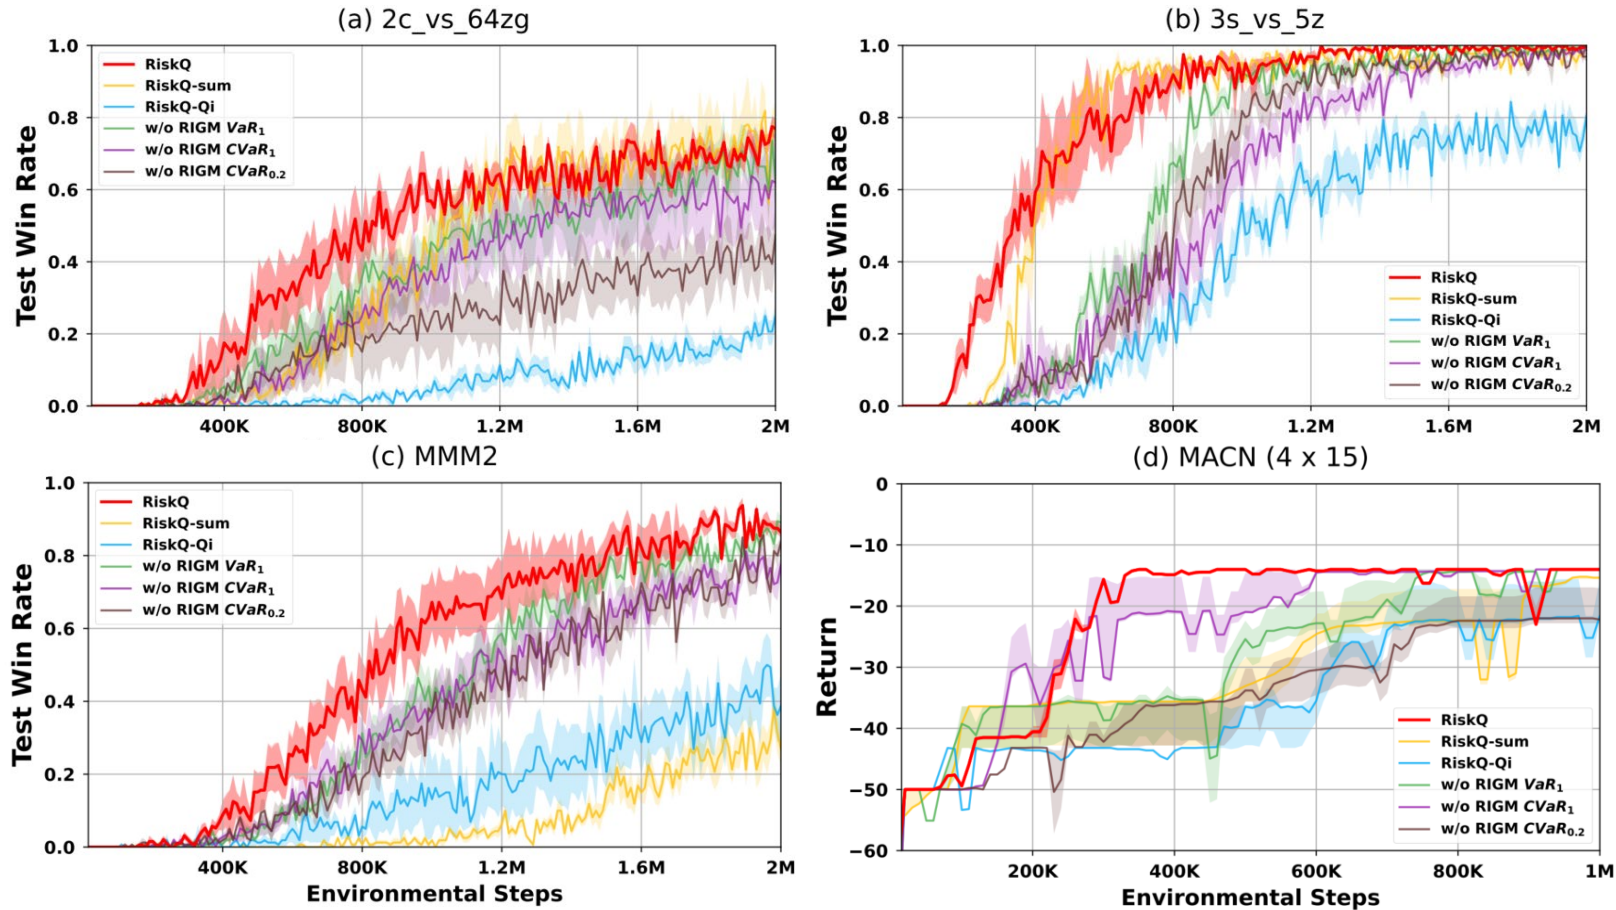 (a) 2c_vs_64zg
Test Win Rate
1.0
0.8
0.6
0.4
0.2
0.0
RiskQ
RiskQ-sum
RiskQ-Qi
w/o RIGM VaR₁
w/o RIGM CVaR₁
w/o RIGM CVaR₀.₂
400K 800K 1.2M 1.6M 2M
(b) 3s_vs_5z
Test Win Rate
1.0
0.8
0.6
0.4
0.2
0.0
RiskQ
RiskQ-sum
RiskQ-Qi
w/o RIGM VaR₁
w/o RIGM CVaR₁
w/o RIGM CVaR₀.₂
400K 800K 1.2M 1.6M 2M
(c) MMM2
Test Win Rate
1.0
0.8
0.6
0.4
0.2
0.0
RiskQ
RiskQ-sum
RiskQ-Qi
w/o RIGM VaR₁
w/o RIGM CVaR₁
w/o RIGM CVaR₀.₂
400K 800K 1.2M 1.6M 2M
Environmental Steps
(d) MACN (4 x 15)
Return
0
−10
−20
−30
−40
−50
−60
RiskQ
RiskQ-sum
RiskQ-Qi
w/o RIGM VaR₁
w/o RIGM CVaR₁
w/o RIGM CVaR₀.₂
200K 400K 600K 800K 1M
Environmental Steps